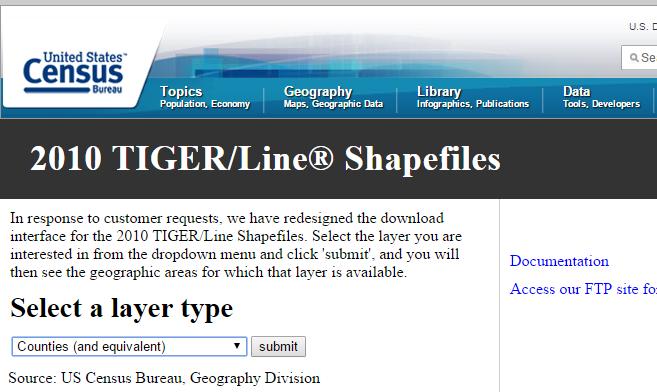 U.S. D
United States™
Census
Bureau
Topics
Population, Economy
Geography
Maps, Geographic Data
Library
Infographics, Publications
Data
Tools, Developers
2010 TIGER/Line® Shapefiles
In response to customer requests, we have redesigned the download
interface for the 2010 TIGER/Line Shapefiles. Select the layer you are
interested in from the dropdown menu and click 'submit', and you will
then see the geographic areas for which that layer is available.
Select a layer type
Counties (and equivalent)
submit
Source: US Census Bureau, Geography Division
Documentation
Access our FTP site